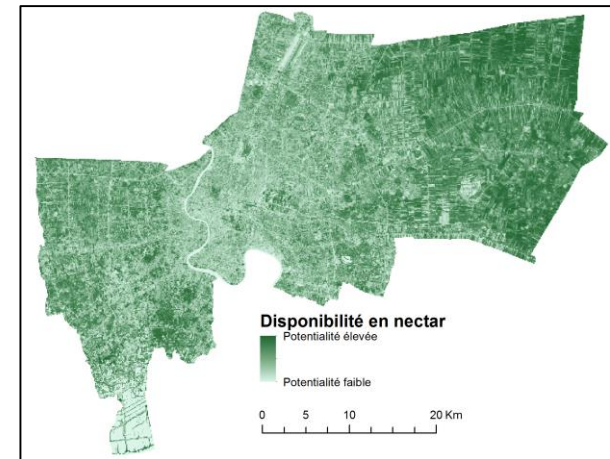 Disponibilité en nectar
Potentialité élevée
Potentialité faible
0 5 10 20 Km